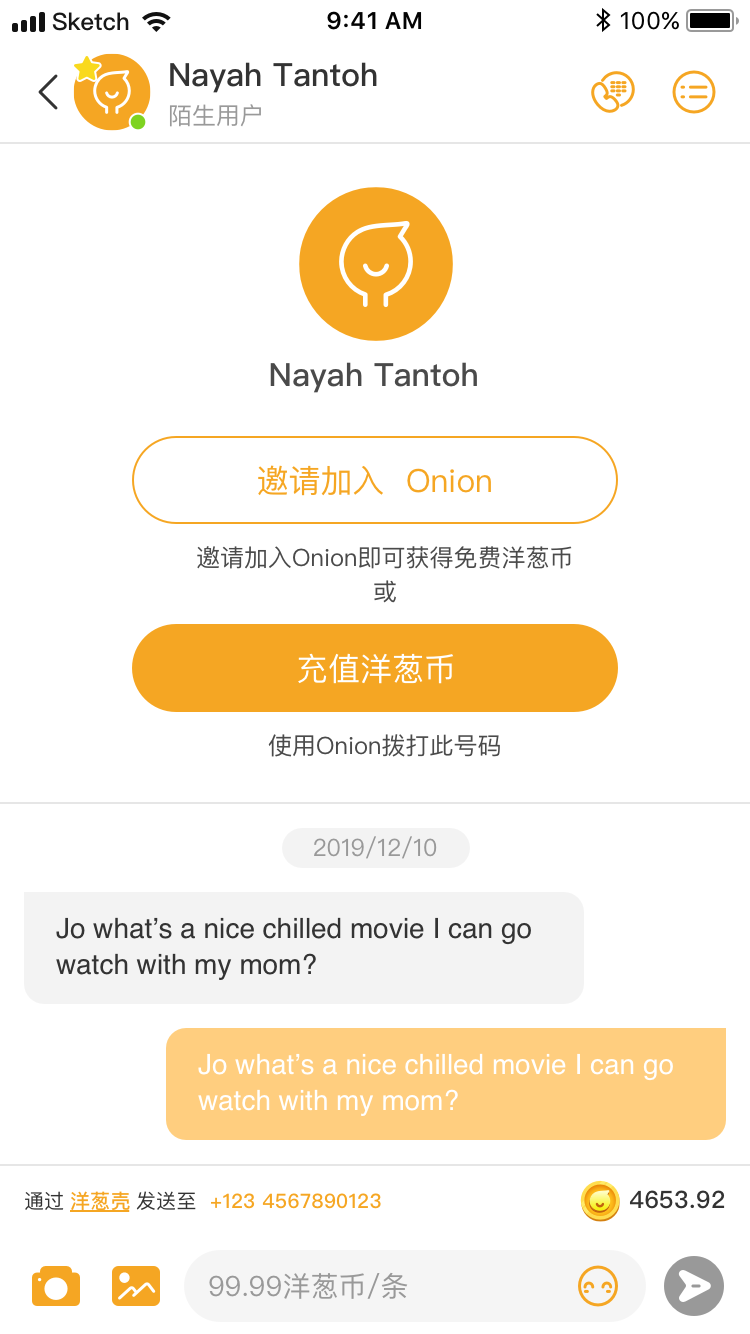 Sketch 9:41 AM 100%
Nayah Tantoh
陌生用户
Nayah Tantoh
邀请加入 Onion
邀请加入Onion即可获得免费洋葱币
或
充值洋葱币
使用Onion拨打此号码
2019/12/10
Jo what’s a nice chilled movie I can go
watch with my mom?
Jo what’s a nice chilled movie I can go
watch with my mom?
通过 洋葱壳 发送至 +123 4567890123 4653.92
99.99洋葱币/条